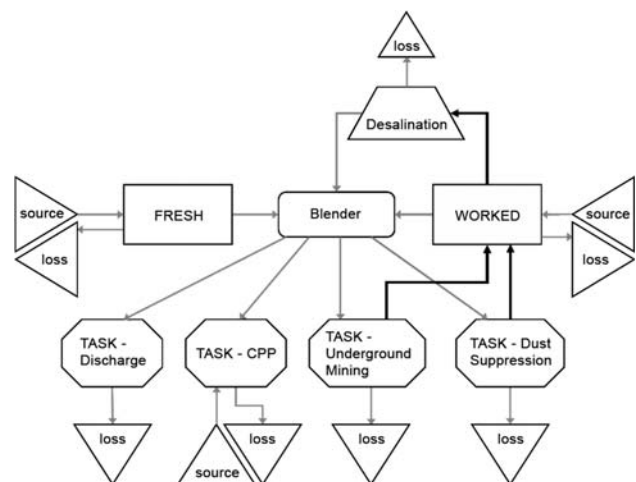 loss
Desalination
source
loss
FRESH
Blender
WORKED
source
loss
TASK -
Discharge
TASK - CPP
TASK -
Underground
Mining
TASK - Dust
Suppression
loss
source
loss
loss
loss